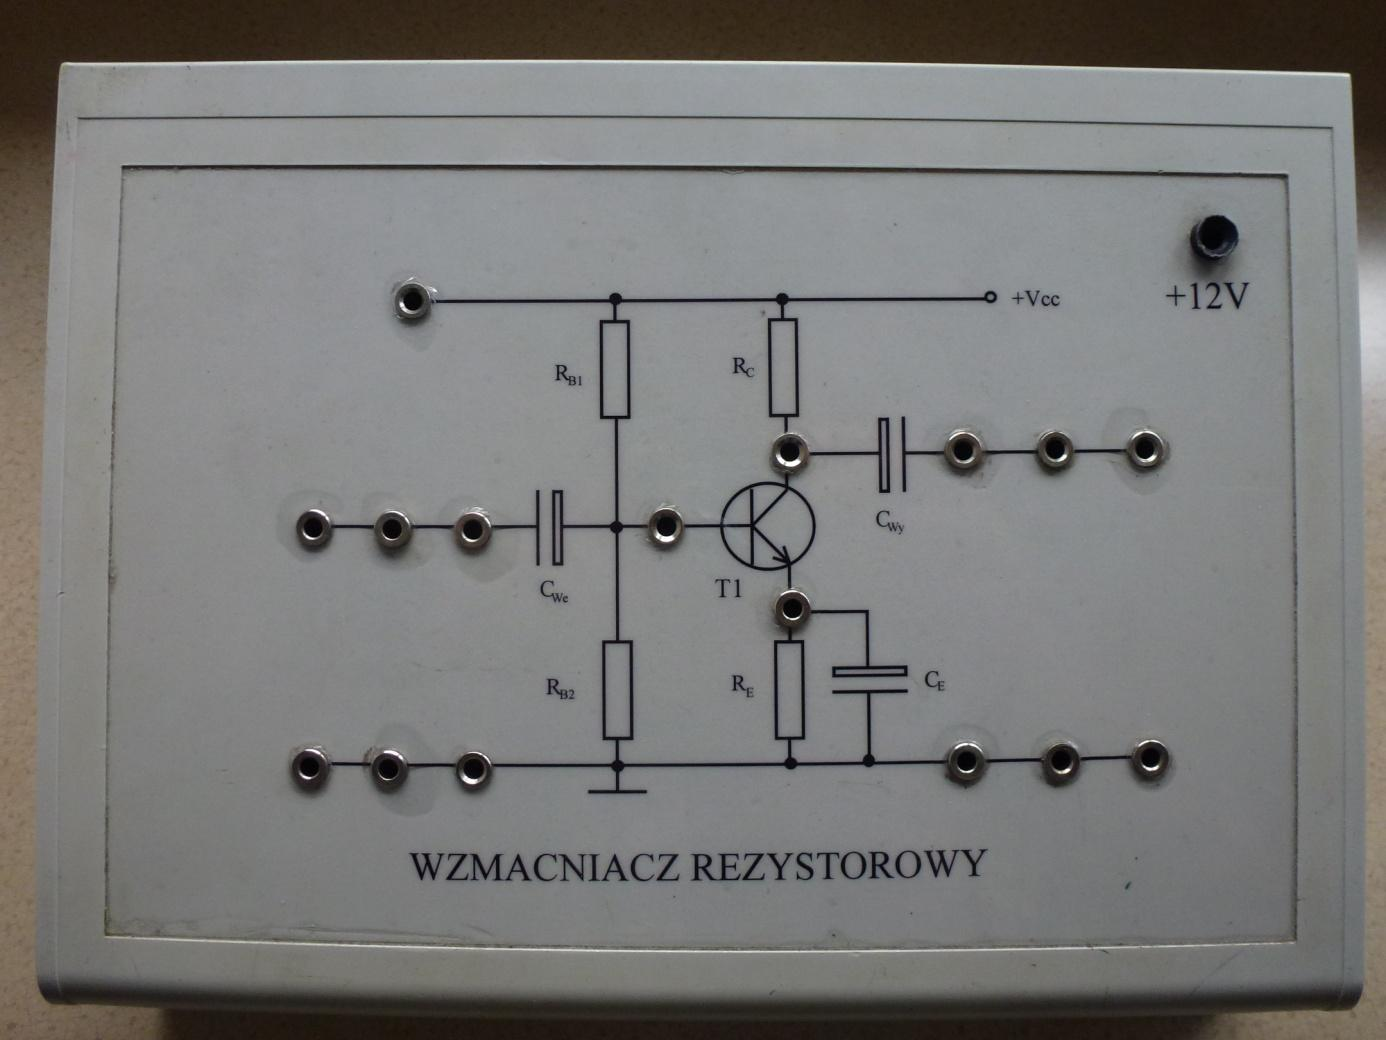 +Vcc
+12V
RB1
RC
CWy
CWe
T1
RB2
RE
CE
WZMACNIACZ REZYSTOROWY